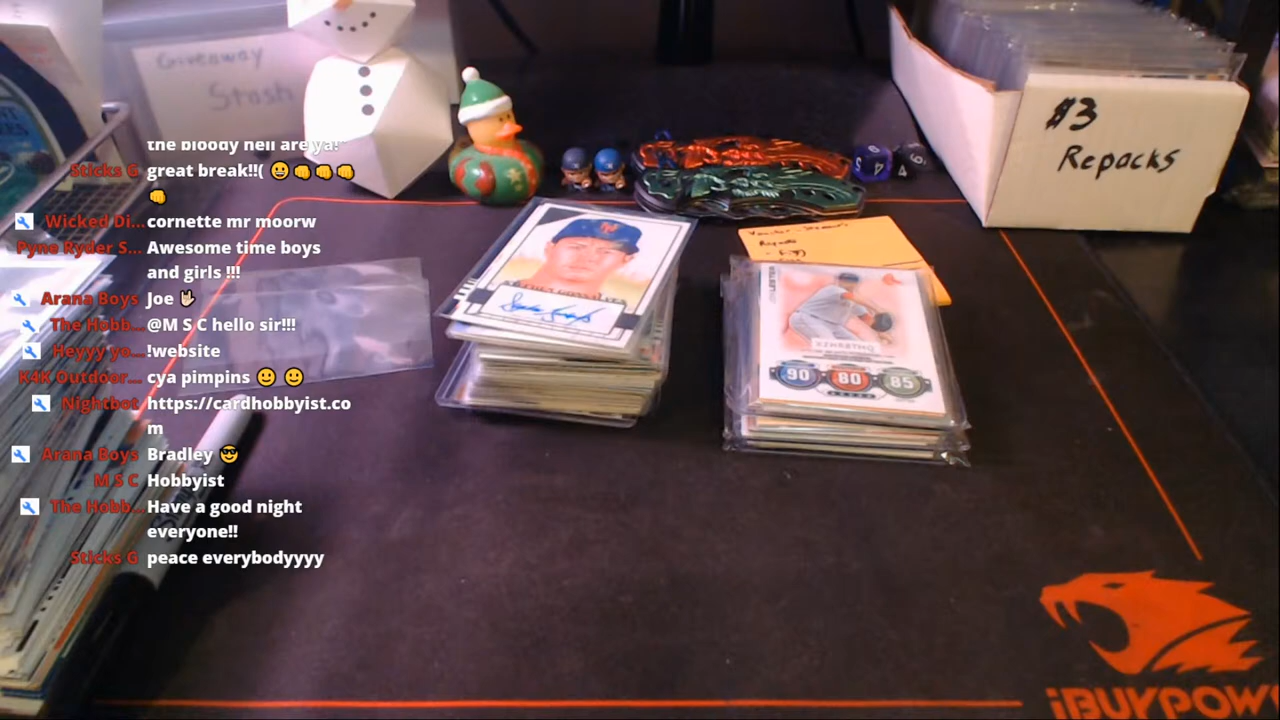 Giveaway
Stash
the bloody hell are ya!"
Sticks G great break!!( 😀 👊👊👊
👊
Wicked Di... cornette mr moorw
Pyne Ryder S... Awesome time boys
and girls !!!
Arana Boys Joe 🤘🏻
The Hobb... @M S C hello sir!!!
Heyyy yo... !website
K4K Outdoor... cya pimpins 🙂 🙂
Nightbot https://cardhobbyist.co
m
Arana Boys Bradley 😎
M S C Hobbyist
The Hobb... Have a good night
everyone!!
Sticks G peace everybodyyyy
$3
Repacks
LESTER
90 80 85
iBUYPOW